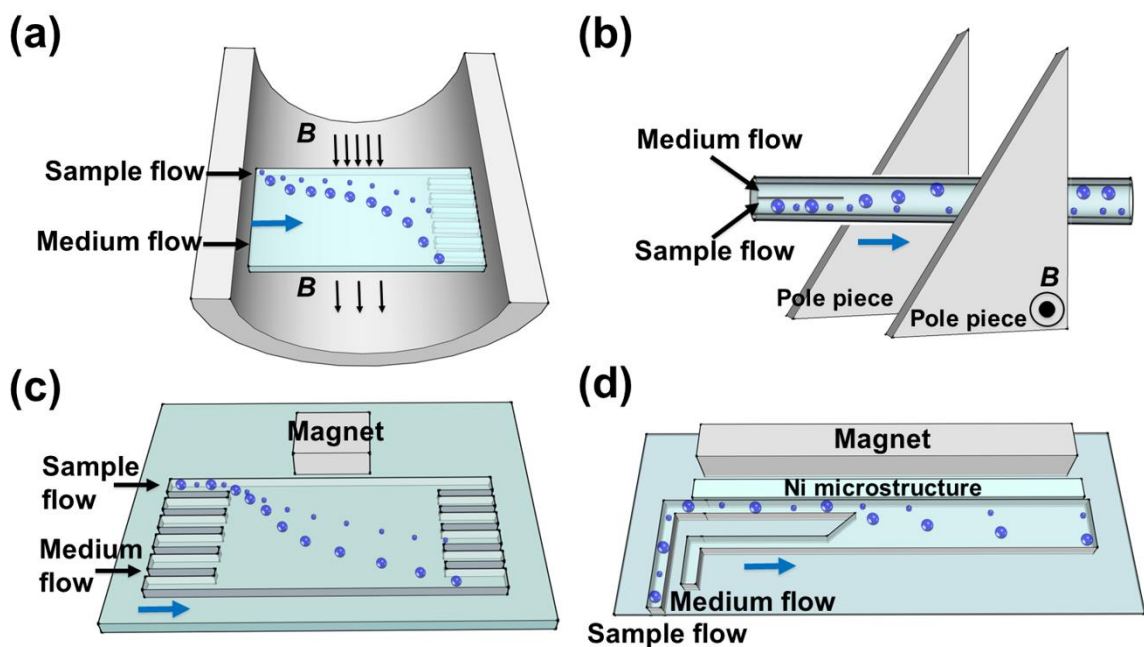 (a)
B
Sample flow
Medium flow
B
(b)
Medium flow
Sample flow
Pole piece
Pole piece
B
(c)
Magnet
Sample
flow
Medium
flow
(d)
Magnet
Ni microstructure
Medium flow
Sample flow